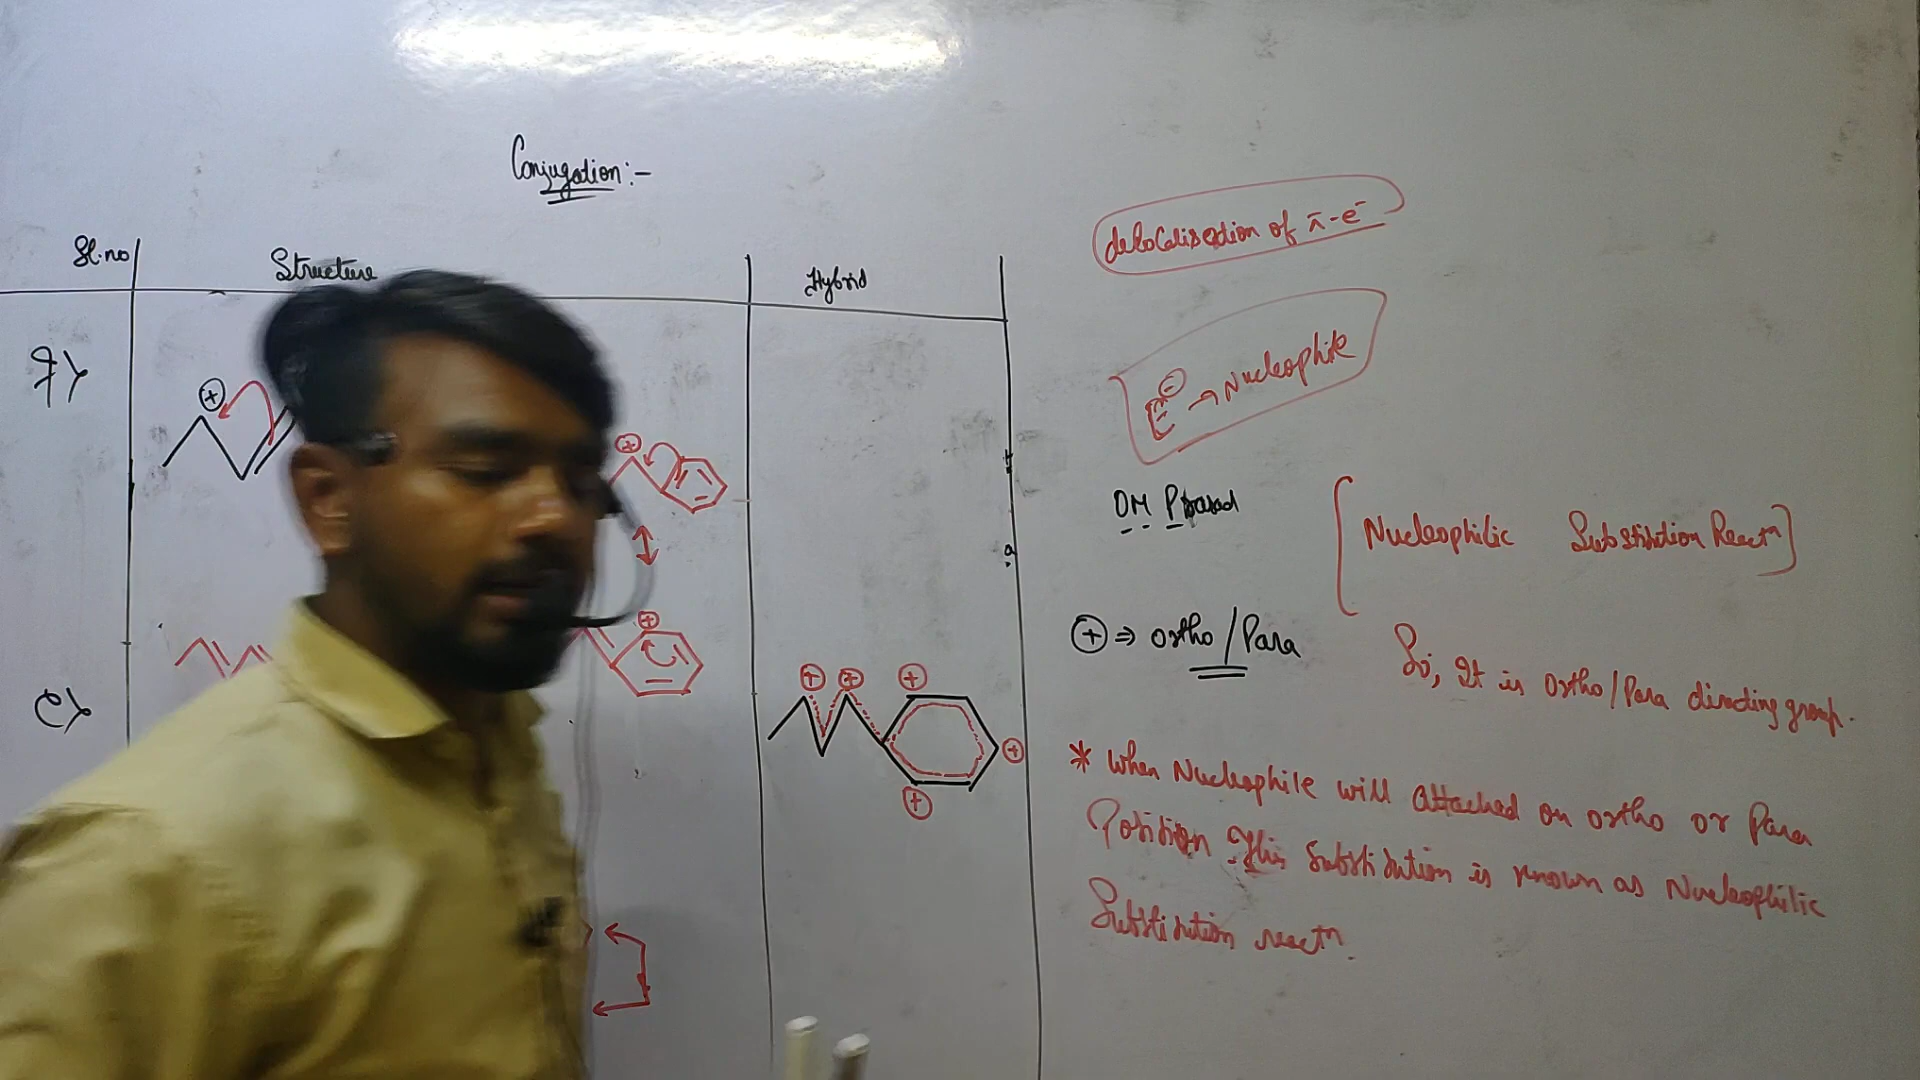 Conjugation:-
Sl.no
Structure
Hybrid
delocalisation of π-e⁻
E⁻ → Nucleophile
OM Prasad
[Nucleophilic Substitution Reactⁿ]
⊕ ⇒ ortho/Para
So, It is ortho/Para directing group.
* When Nucleophile will attached on ortho or Para
Position This Substitution is known as Nucleophilic
Substitution reactⁿ.